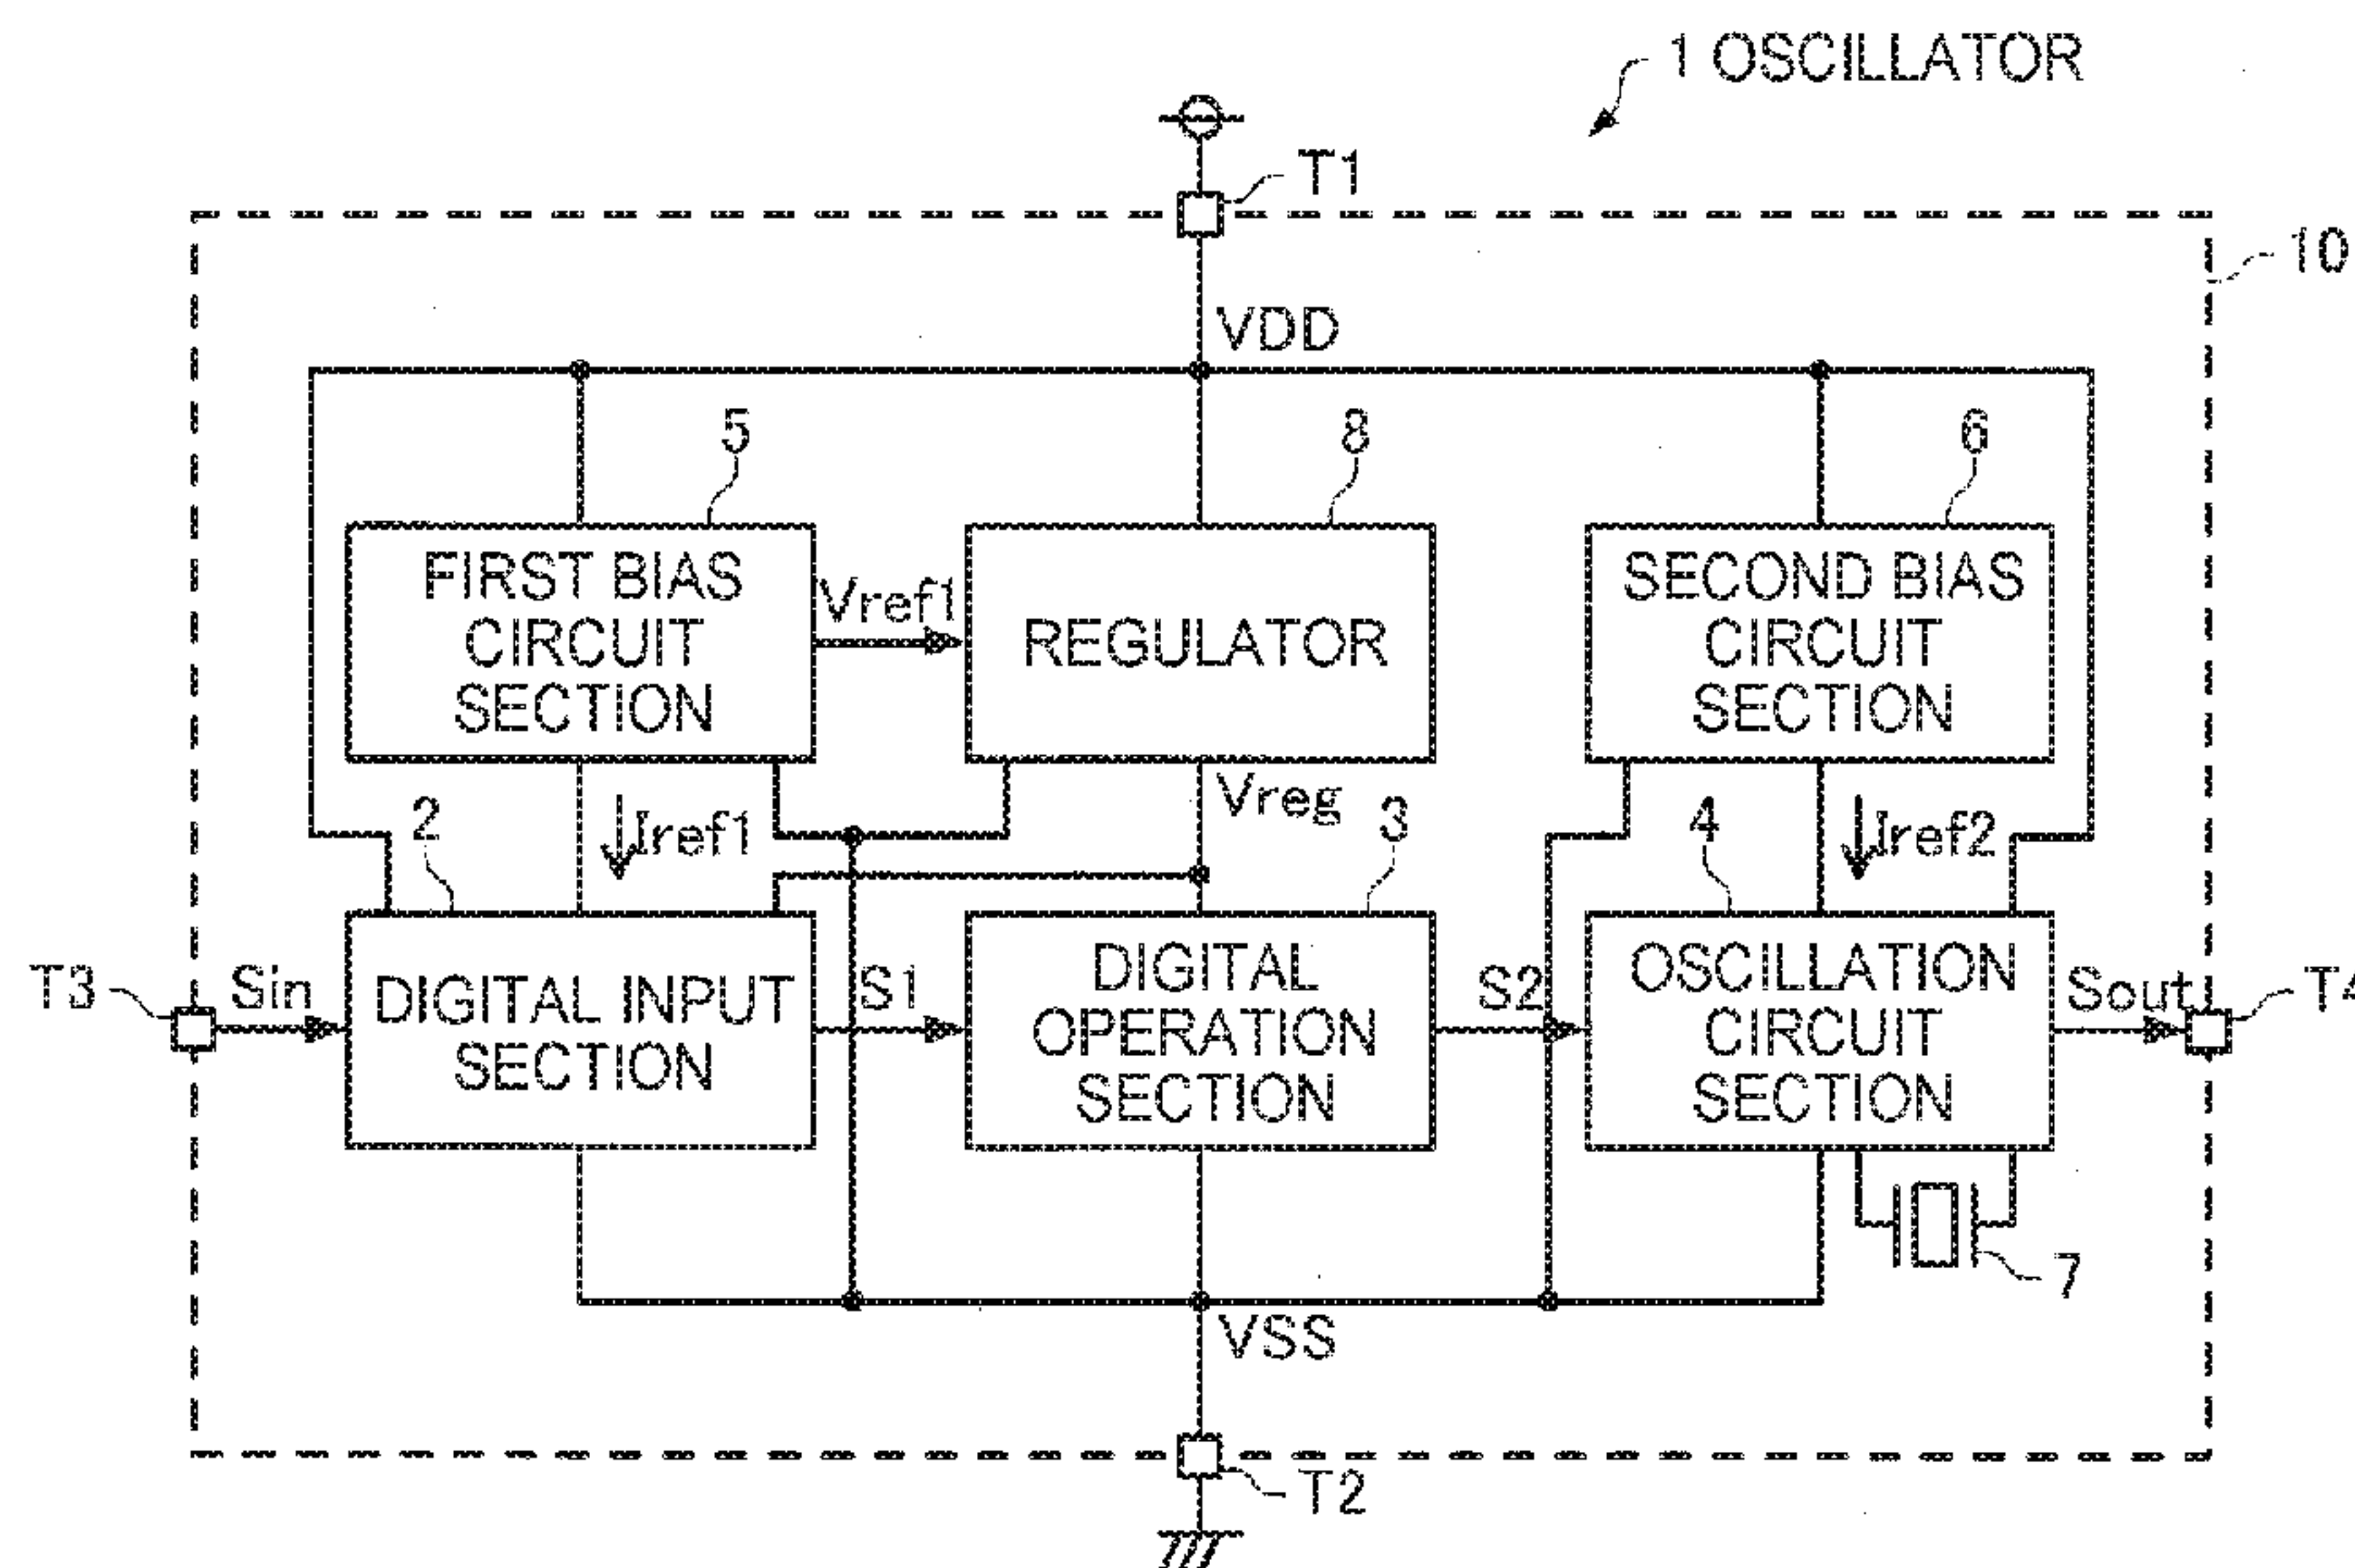 1 OSCILLATOR
T1
10
VDD
5
8
6
FIRST BIAS
CIRCUIT
SECTION
Vref1
REGULATOR
SECOND BIAS
CIRCUIT
SECTION
2
Iref1
Vreg
3
4
Iref2
T3
Sin
DIGITAL INPUT
SECTION
S1
DIGITAL
OPERATION
SECTION
S2
OSCILLATION
CIRCUIT
SECTION
Sout
T4
7
VSS
T2